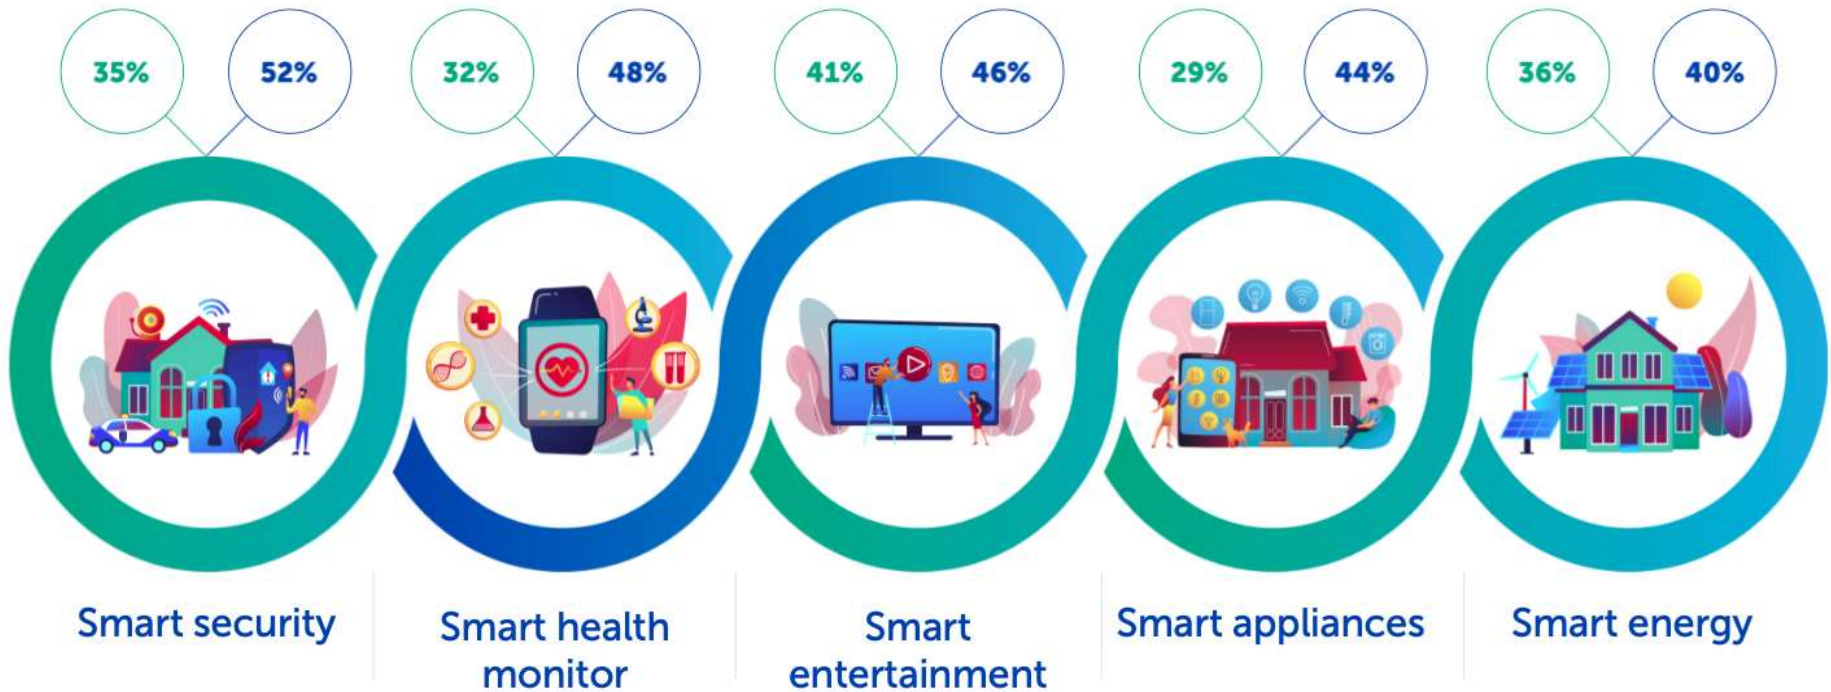 35%
52%
32%
48%
41%
46%
29%
44%
36%
40%
Smart security
Smart health
monitor
Smart
entertainment
Smart appliances
Smart energy